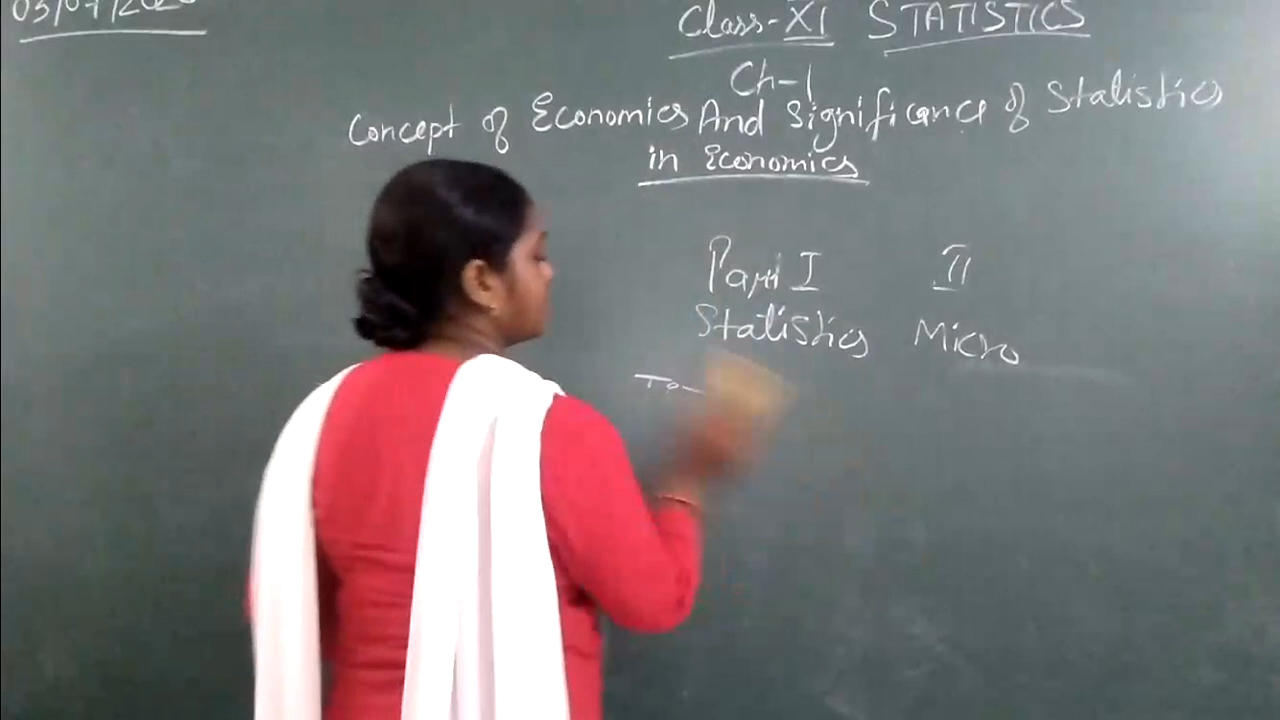 03/07/2020
Class-XI STATISTICS
Ch-1
Concept of Economics And Significance of Statistics
in Economics
Part I II
Statistics Micro